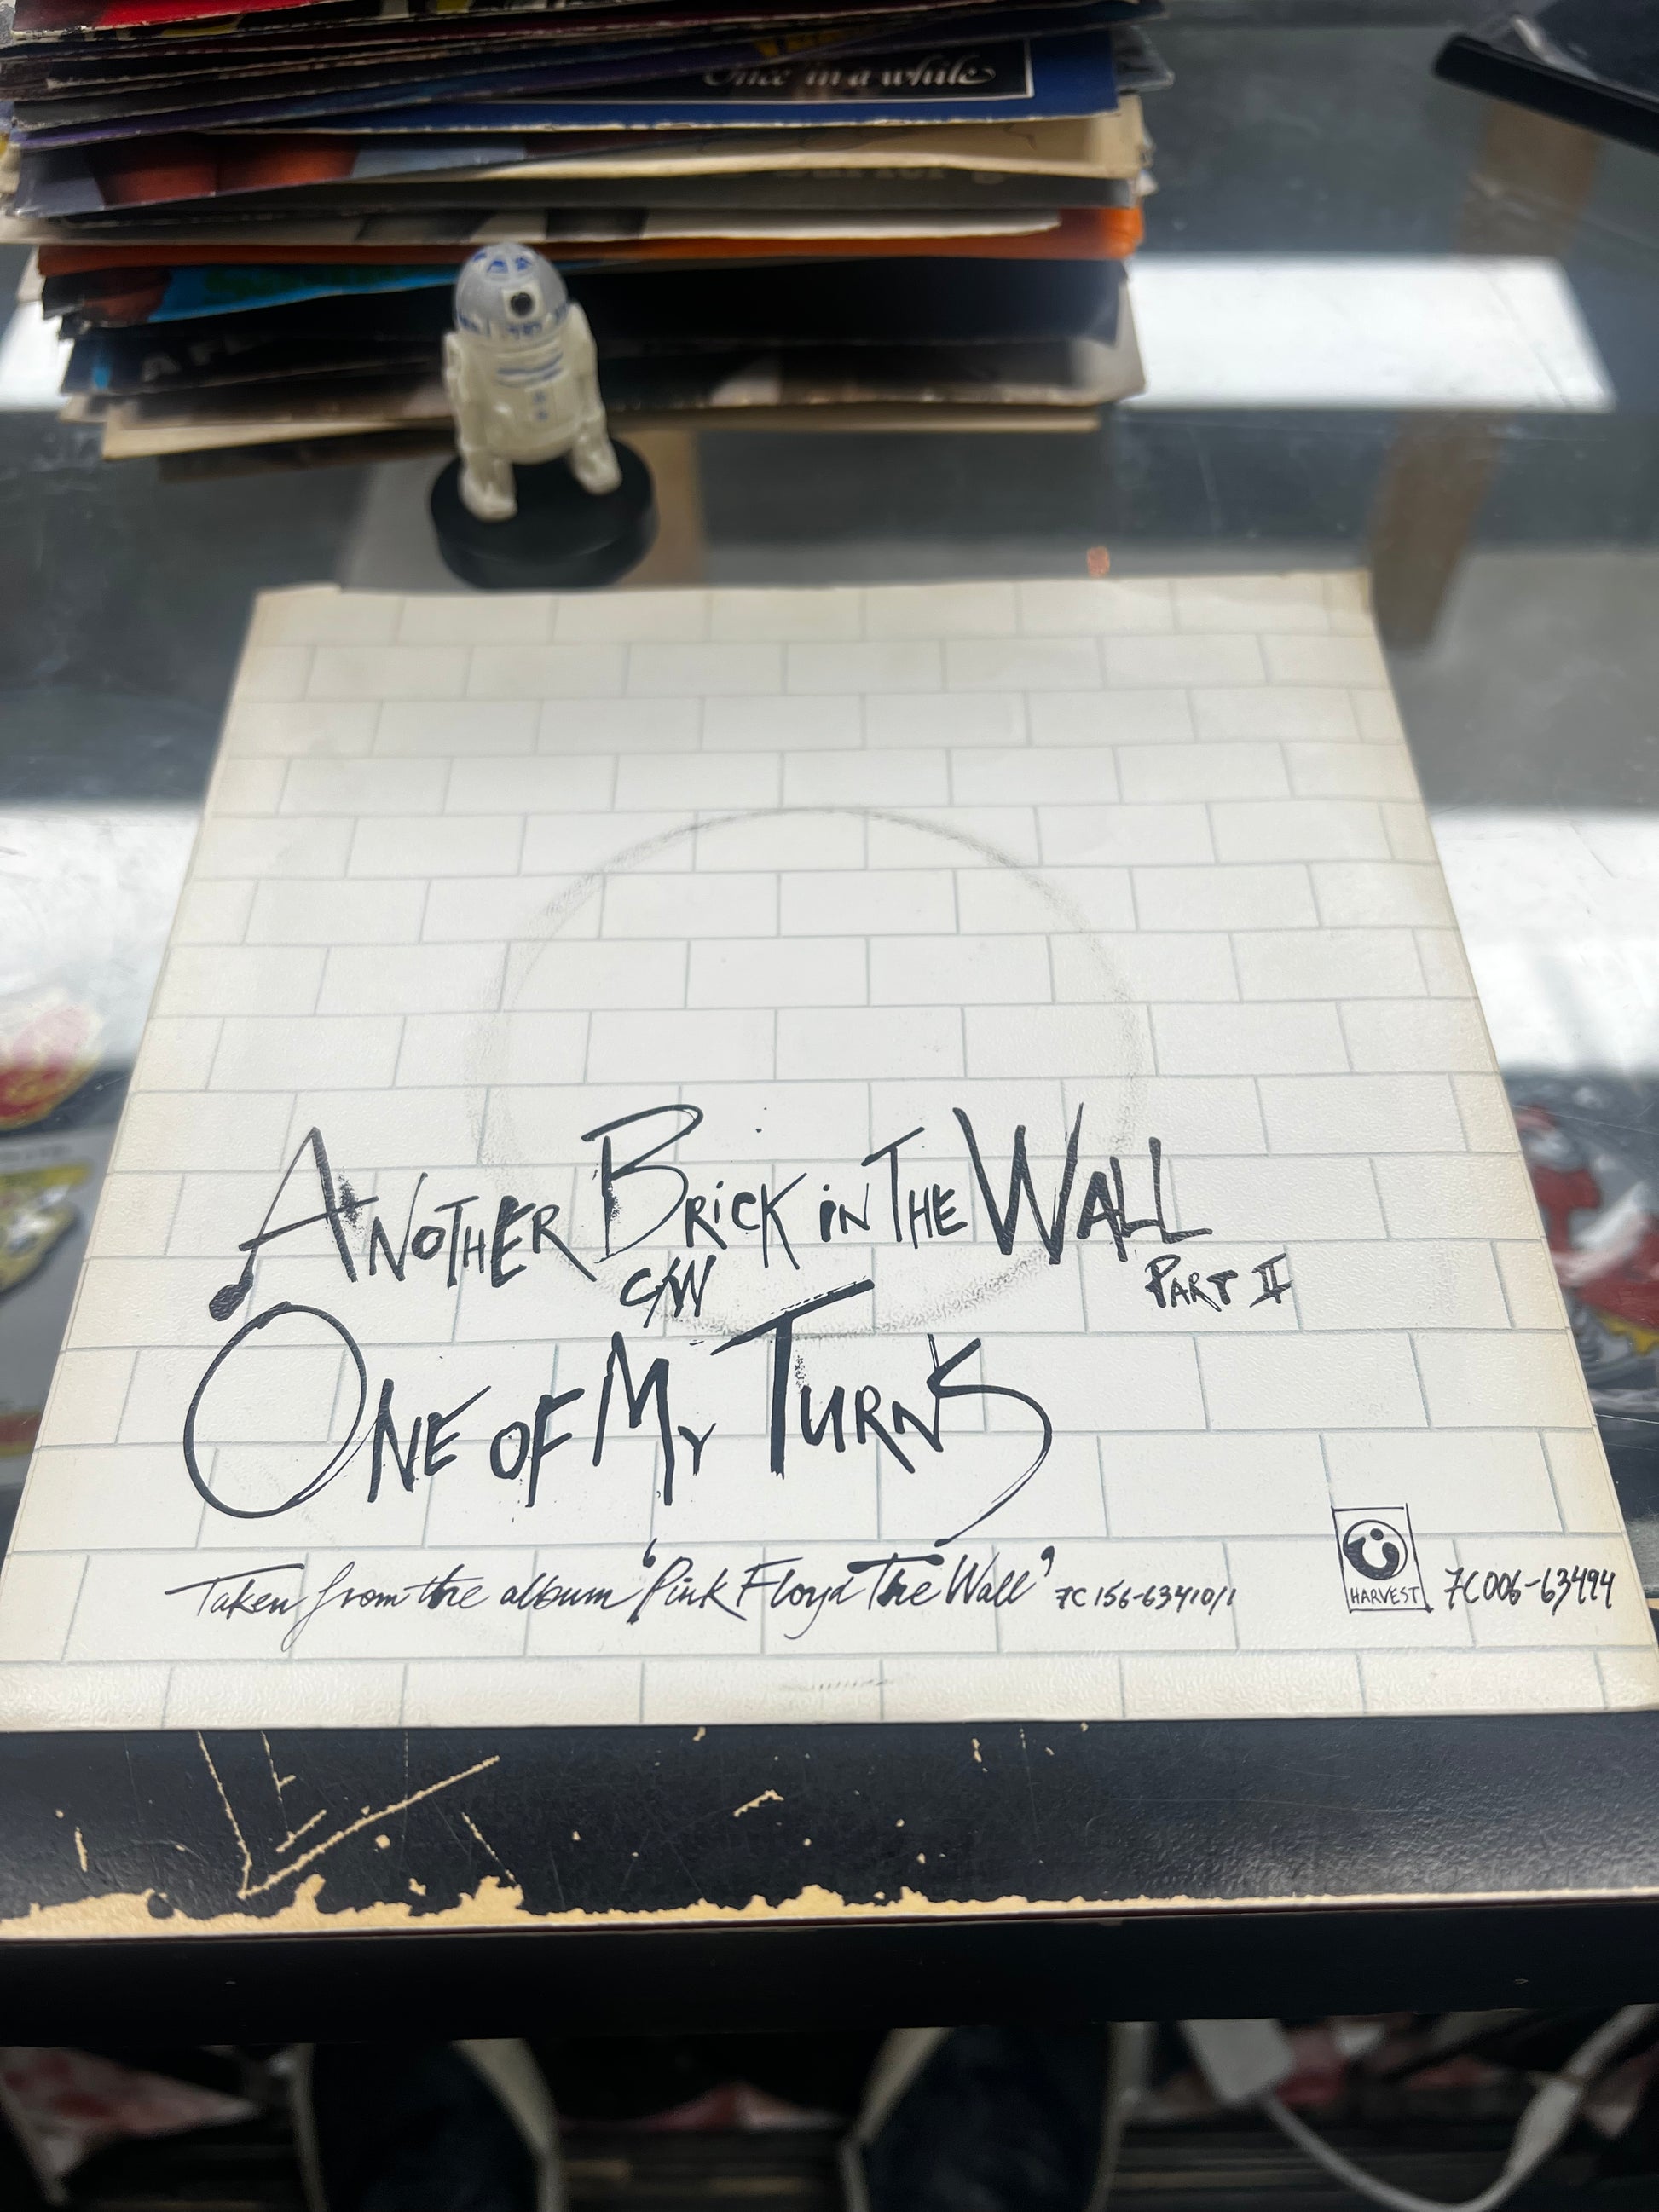 Once in a while
ANOTHER BRICK IN THE WALL
PART II
C/W
ONE OF MY TURNS
Taken from the album 'Pink Floyd The Wall' 7C 156-63410/1
HARVEST
7C 006-63494